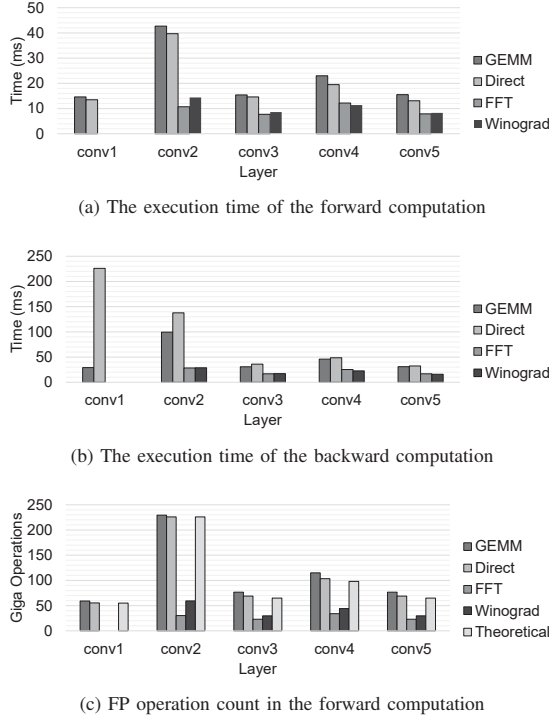 50
40
30
20
10
0
Time (ms)
conv1 conv2 conv3 conv4 conv5
Layer
GEMM
Direct
FFT
Winograd
(a) The execution time of the forward computation
250
200
150
100
50
0
Time (ms)
conv1 conv2 conv3 conv4 conv5
Layer
GEMM
Direct
FFT
Winograd
(b) The execution time of the backward computation
250
200
150
100
50
0
Giga Operations
conv1 conv2 conv3 conv4 conv5
Layer
GEMM
Direct
FFT
Winograd
Theoretical
(c) FP operation count in the forward computation